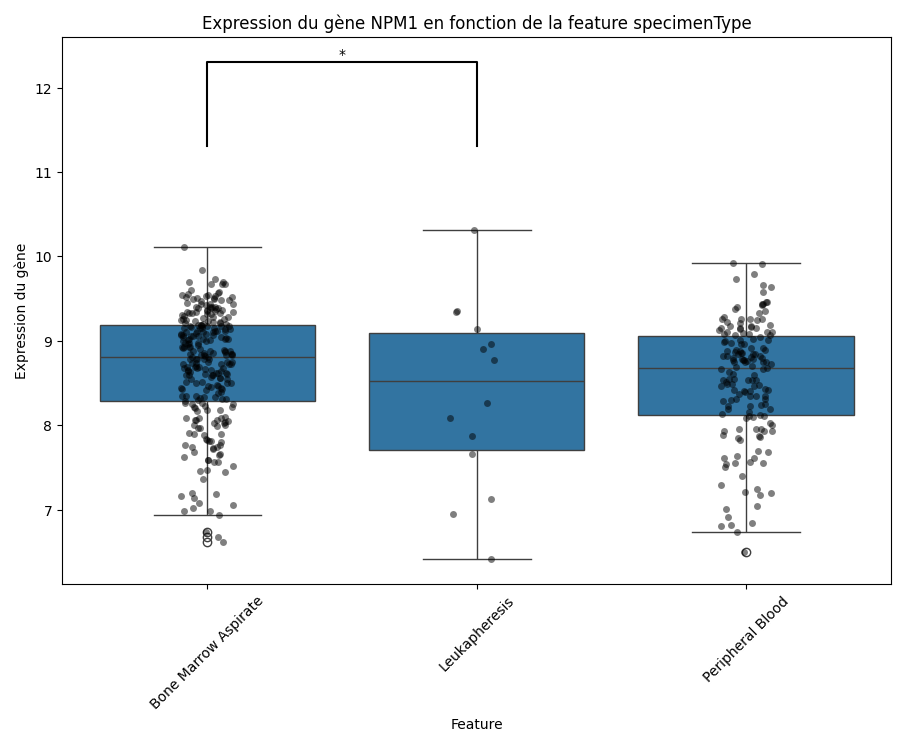 Expression du gène NPM1 en fonction de la feature specimenType
*
12
11
10
9
8
7
Expression du gène
Bone Marrow Aspirate
Leukapheresis
Peripheral Blood
Feature